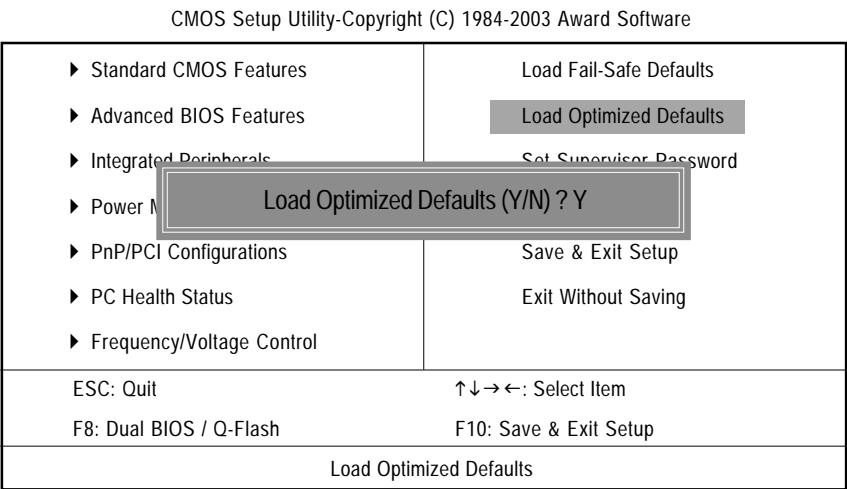 CMOS Setup Utility-Copyright (C) 1984-2003 Award Software
Standard CMOS Features
Load Fail-Safe Defaults
Advanced BIOS Features
Load Optimized Defaults
Integrated Peripherals
Set Supervisor Password
Load Optimized Defaults (Y/N) ? Y
Power
PnP/PCI Configurations
Save & Exit Setup
PC Health Status
Exit Without Saving
Frequency/Voltage Control
ESC: Quit
↑↓→←: Select Item
F8: Dual BIOS / Q-Flash
F10: Save & Exit Setup
Load Optimized Defaults